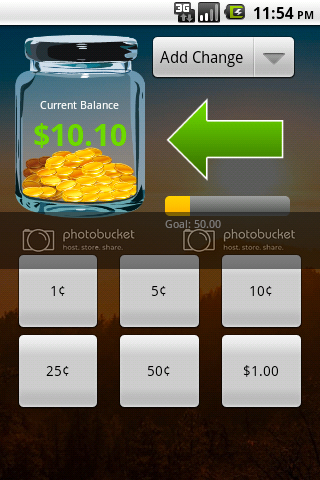 3G
11:54 PM
Add Change
Current Balance
$10.10
Goal: 50.00
photobucket
host. store. share.
photobucket
host. store. share.
1¢
5¢
10¢
25¢
50¢
$1.00